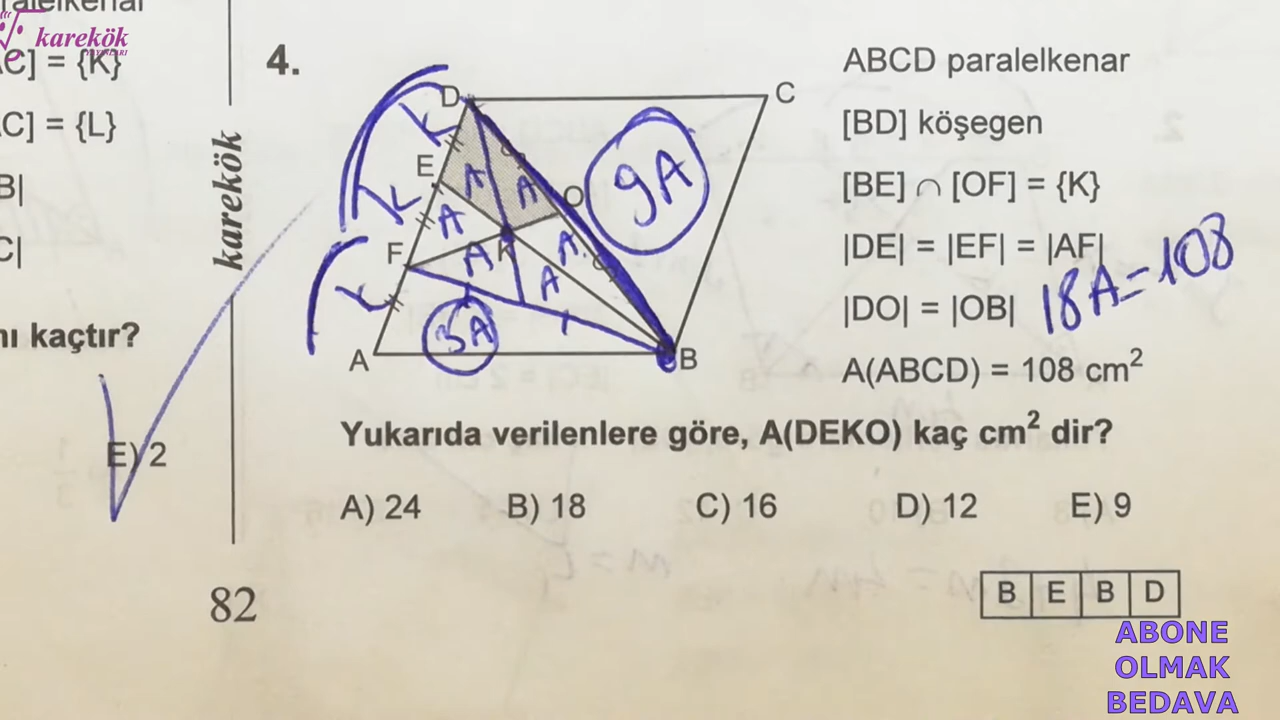 karekök
YAYINLARI
C] = {K}
C] = {L}
B|
C|
nı kaçtır?
E) 2
karekök
82
4.
D
C
E
O
F
K
A
B
K
K
K
A
A
A
A
A
A
3A
9A
ABCD paralelkenar
[BD] köşegen
[BE] ∩ [OF] = {K}
|DE| = |EF| = |AF|
|DO| = |OB|
18A = 108
A(ABCD) = 108 cm²
Yukarıda verilenlere göre, A(DEKO) kaç cm² dir?
A) 24 B) 18 C) 16 D) 12 E) 9
B E B D
ABONE
OLMAK
BEDAVA